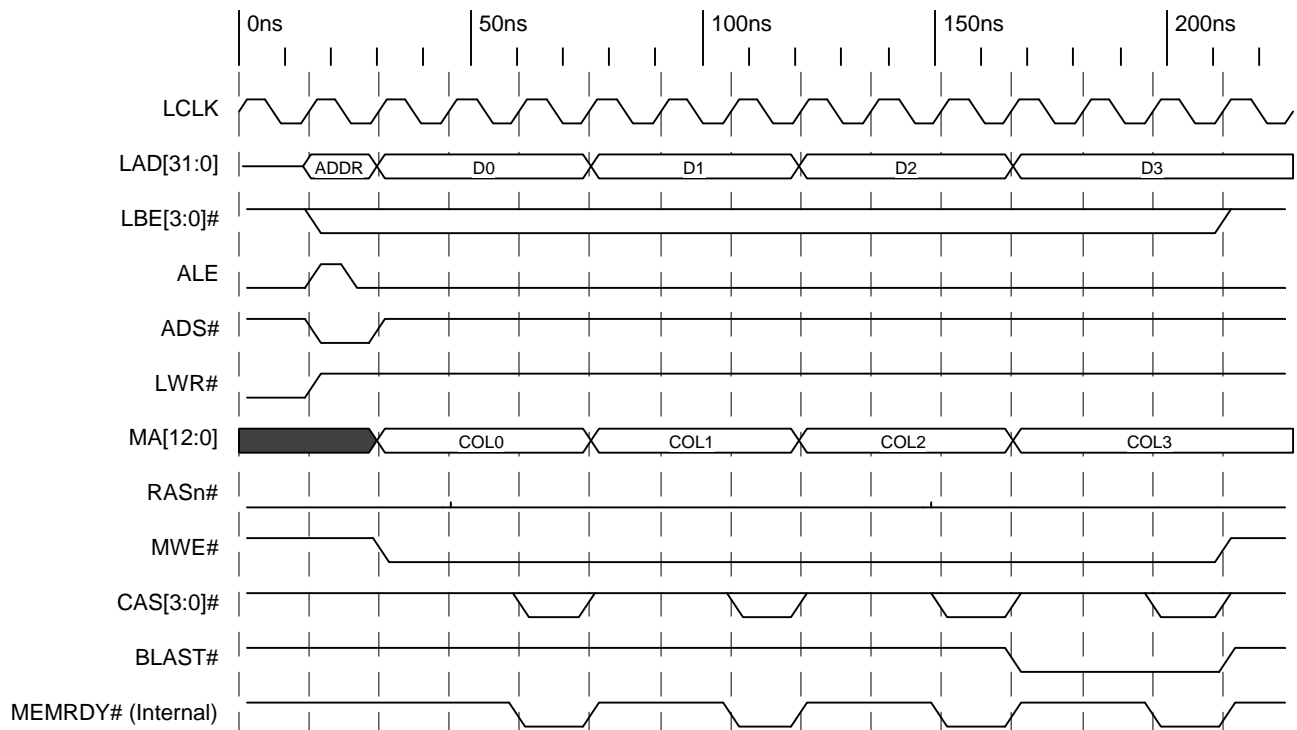 0ns 50ns 100ns 150ns 200ns
LCLK
LAD[31:0] ADDR D0 D1 D2 D3
LBE[3:0]#
ALE
ADS#
LWR#
MA[12:0] COL0 COL1 COL2 COL3
RASn#
MWE#
CAS[3:0]#
BLAST#
MEMRDY# (Internal)